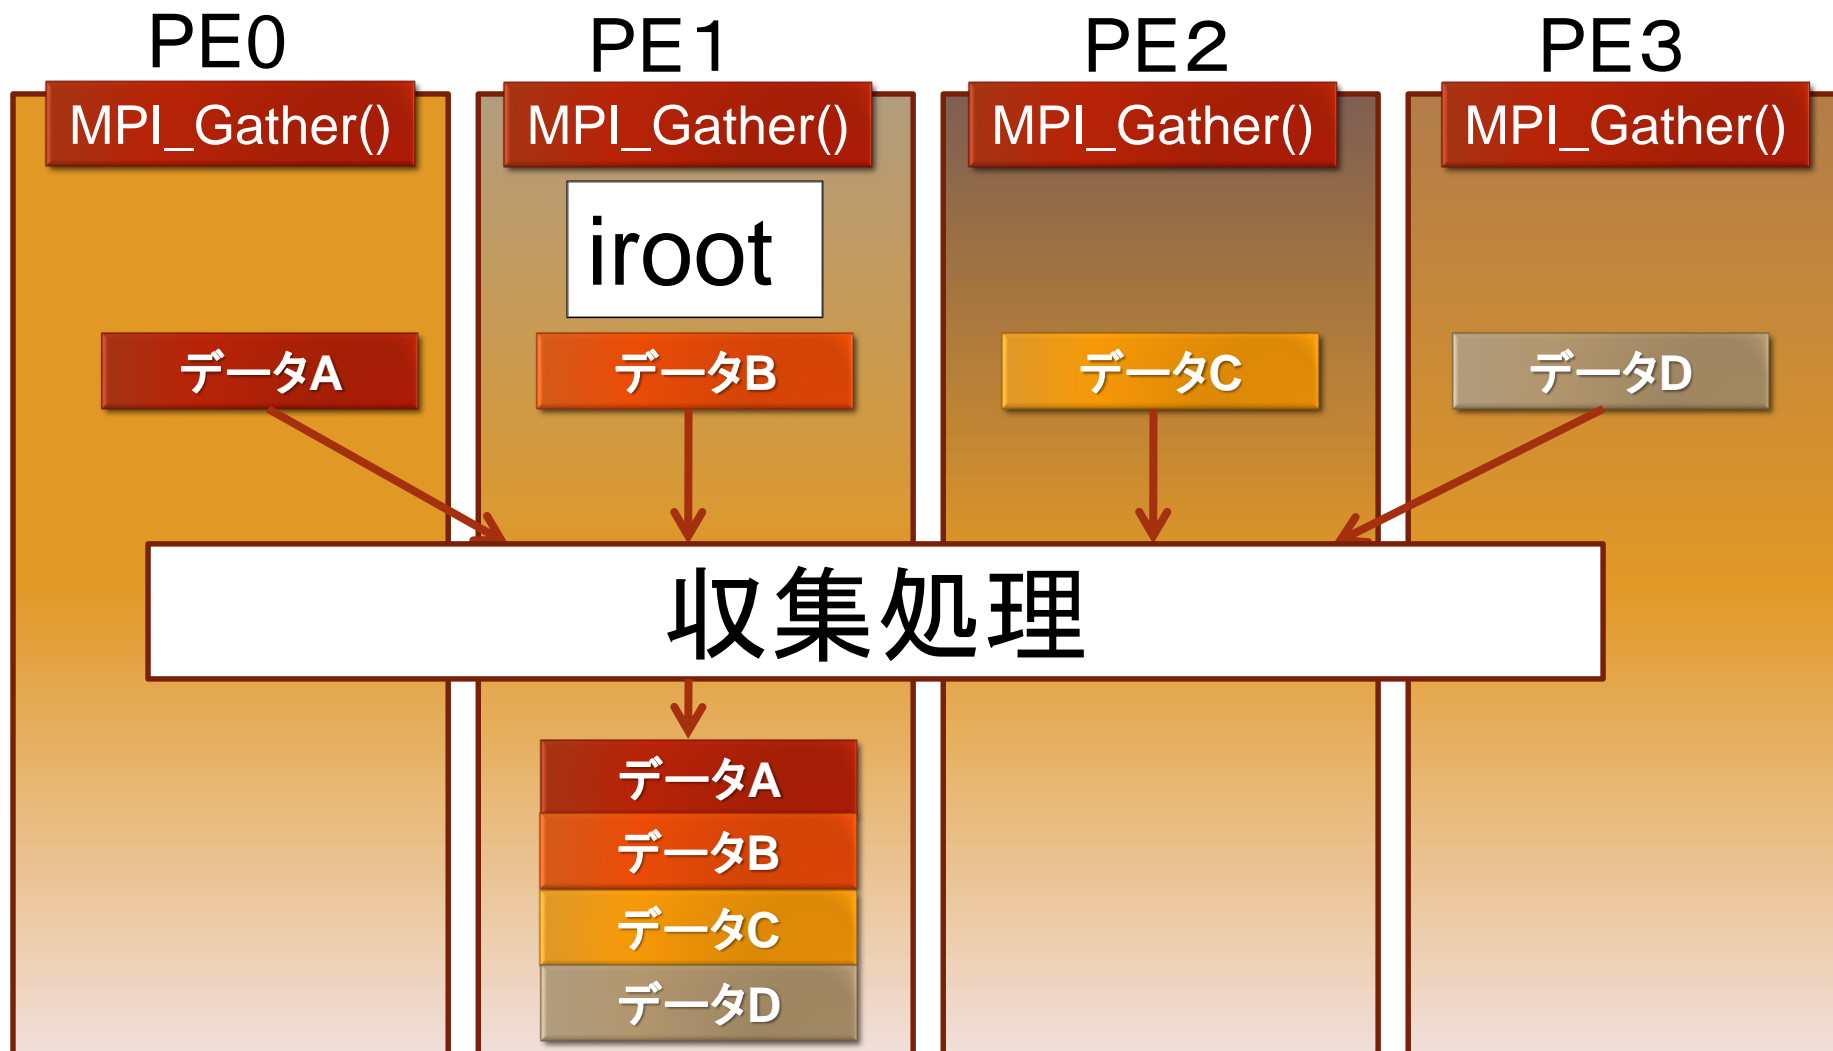 PE0
PE1
PE2
PE3
MPI_Gather()
MPI_Gather()
MPI_Gather()
MPI_Gather()
iroot
データA
データB
データC
データD
収集処理
データA
データB
データC
データD